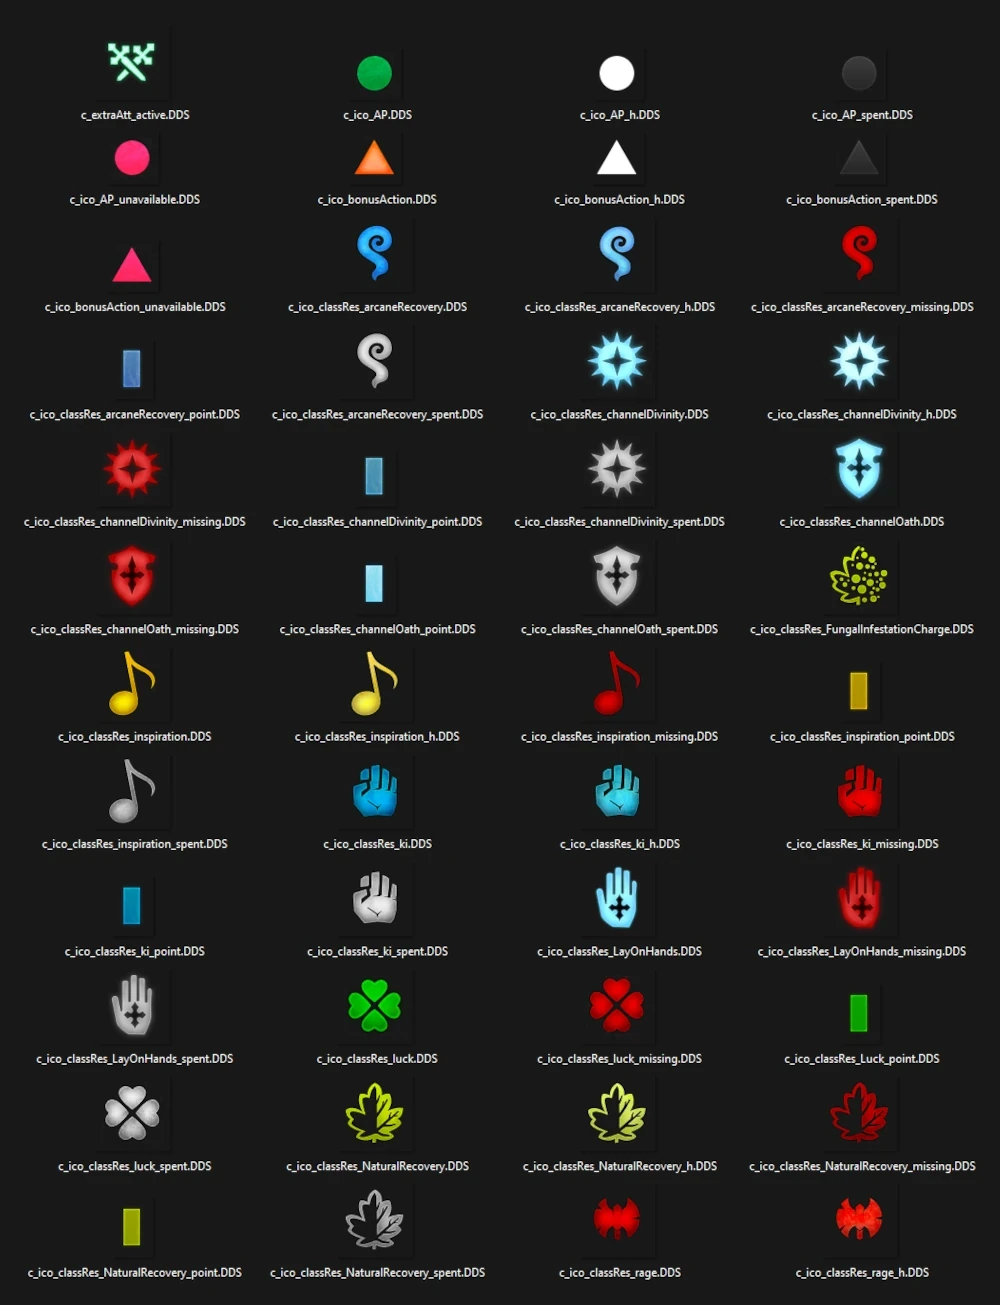 c_extraAtt_active.DDS
c_ico_AP.DDS
c_ico_AP_h.DDS
c_ico_AP_spent.DDS
c_ico_AP_unavailable.DDS
c_ico_bonusAction.DDS
c_ico_bonusAction_h.DDS
c_ico_bonusAction_spent.DDS
c_ico_bonusAction_unavailable.DDS
c_ico_classRes_arcaneRecovery.DDS
c_ico_classRes_arcaneRecovery_h.DDS
c_ico_classRes_arcaneRecovery_missing.DDS
c_ico_classRes_arcaneRecovery_point.DDS
c_ico_classRes_arcaneRecovery_spent.DDS
c_ico_classRes_channelDivinity.DDS
c_ico_classRes_channelDivinity_h.DDS
c_ico_classRes_channelDivinity_missing.DDS
c_ico_classRes_channelDivinity_point.DDS
c_ico_classRes_channelDivinity_spent.DDS
c_ico_classRes_channelOath.DDS
c_ico_classRes_channelOath_missing.DDS
c_ico_classRes_channelOath_point.DDS
c_ico_classRes_channelOath_spent.DDS
c_ico_classRes_FungalInfestationCharge.DDS
c_ico_classRes_inspiration.DDS
c_ico_classRes_inspiration_h.DDS
c_ico_classRes_inspiration_missing.DDS
c_ico_classRes_inspiration_point.DDS
c_ico_classRes_inspiration_spent.DDS
c_ico_classRes_ki.DDS
c_ico_classRes_ki_h.DDS
c_ico_classRes_ki_missing.DDS
c_ico_classRes_ki_point.DDS
c_ico_classRes_ki_spent.DDS
c_ico_classRes_LayOnHands.DDS
c_ico_classRes_LayOnHands_missing.DDS
c_ico_classRes_LayOnHands_spent.DDS
c_ico_classRes_luck.DDS
c_ico_classRes_luck_missing.DDS
c_ico_classRes_Luck_point.DDS
c_ico_classRes_luck_spent.DDS
c_ico_classRes_NaturalRecovery.DDS
c_ico_classRes_NaturalRecovery_h.DDS
c_ico_classRes_NaturalRecovery_missing.DDS
c_ico_classRes_NaturalRecovery_point.DDS
c_ico_classRes_NaturalRecovery_spent.DDS
c_ico_classRes_rage.DDS
c_ico_classRes_rage_h.DDS